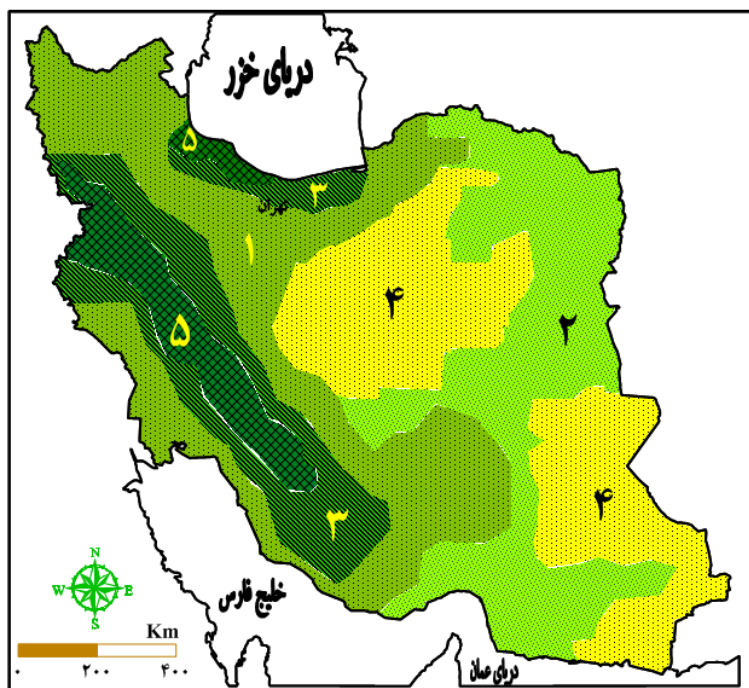 دریای خزر
۵
۳
تهران
۱
۴
۲
۵
۴
۳
خلیج فارس
N
W E
S
Km
۰ ۲۰۰ ۴۰۰
دریای عمان